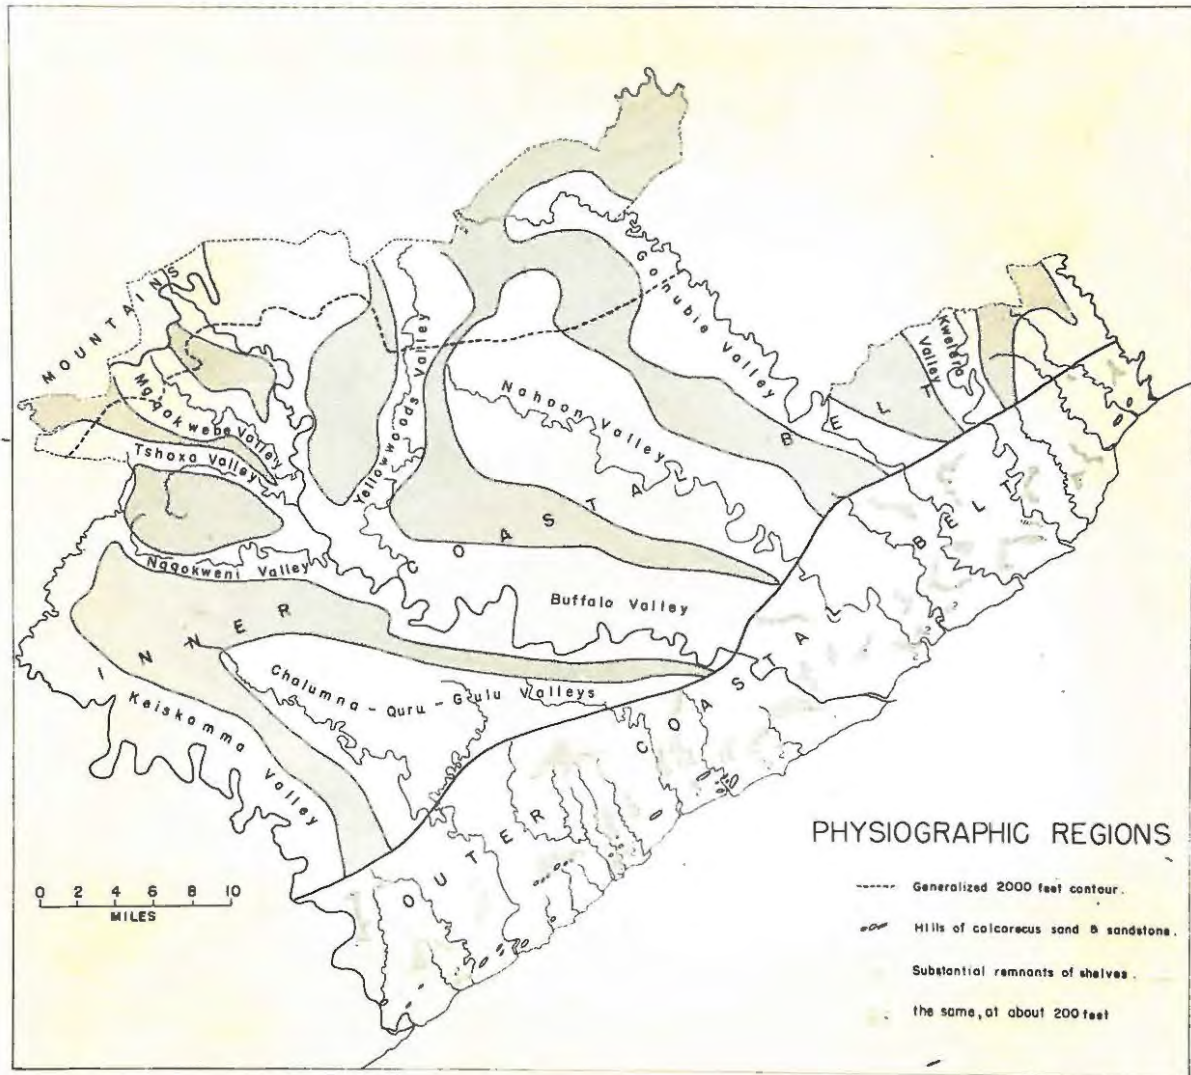 MOUNTAINS
Gonubie Valley
Kwelera
Valley
Yellowwoods Valley
Nahoon Valley
Tshoxa Valley
Ngqokweni Valley
Buffalo Valley
Chalumna - Quru - Gulu Valleys
Keiskamma Valley
INNER COASTAL BELT
OUTER COASTAL BELT
0 2 4 6 8 10
MILES
PHYSIOGRAPHIC REGIONS
Generalized 2000 feet contour.
Hills of calcareous sand & sandstone.
Substantial remnants of shelves.
the same, at about 200 feet